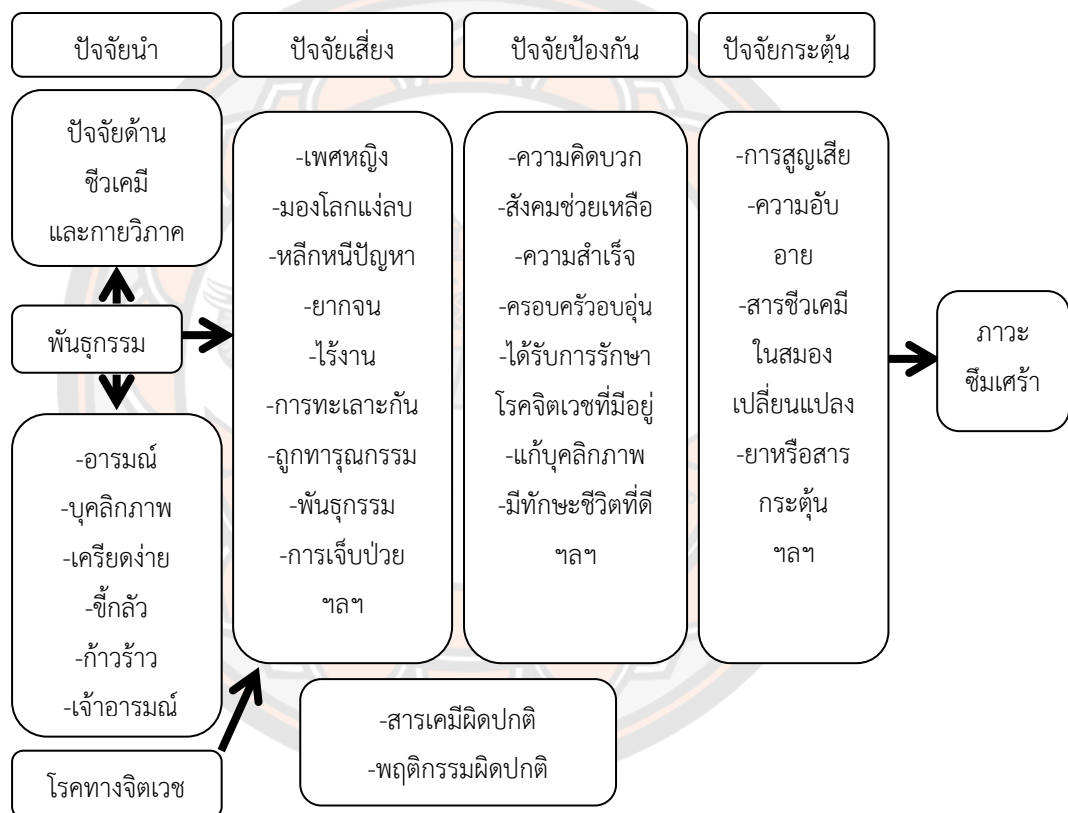 ปัจจัยนำ
ปัจจัยเสี่ยง
ปัจจัยป้องกัน
ปัจจัยกระตุ้น
ปัจจัยด้าน
ชีวเคมี
และกายวิภาค
พันธุกรรม
-อารมณ์
-บุคลิกภาพ
-เครียดง่าย
-ขี้กลัว
-ก้าวร้าว
-เจ้าอารมณ์
โรคทางจิตเวช
-เพศหญิง
-มองโลกแง่ลบ
-หลีกหนีปัญหา
-ยากจน
-ไร้งาน
-การทะเลาะกัน
-ถูกทารุณกรรม
-พันธุกรรม
-การเจ็บป่วย
ฯลฯ
-ความคิดบวก
-สังคมช่วยเหลือ
-ความสำเร็จ
-ครอบครัวอบอุ่น
-ได้รับการรักษา
โรคจิตเวชที่มีอยู่
-แก้บุคลิกภาพ
-มีทักษะชีวิตที่ดี
ฯลฯ
-การสูญเสีย
-ความอับ
อาย
-สารชีวเคมี
ในสมอง
เปลี่ยนแปลง
-ยาหรือสาร
กระตุ้น
ฯลฯ
ภาวะ
ซึมเศร้า
-สารเคมีผิดปกติ
-พฤติกรรมผิดปกติ